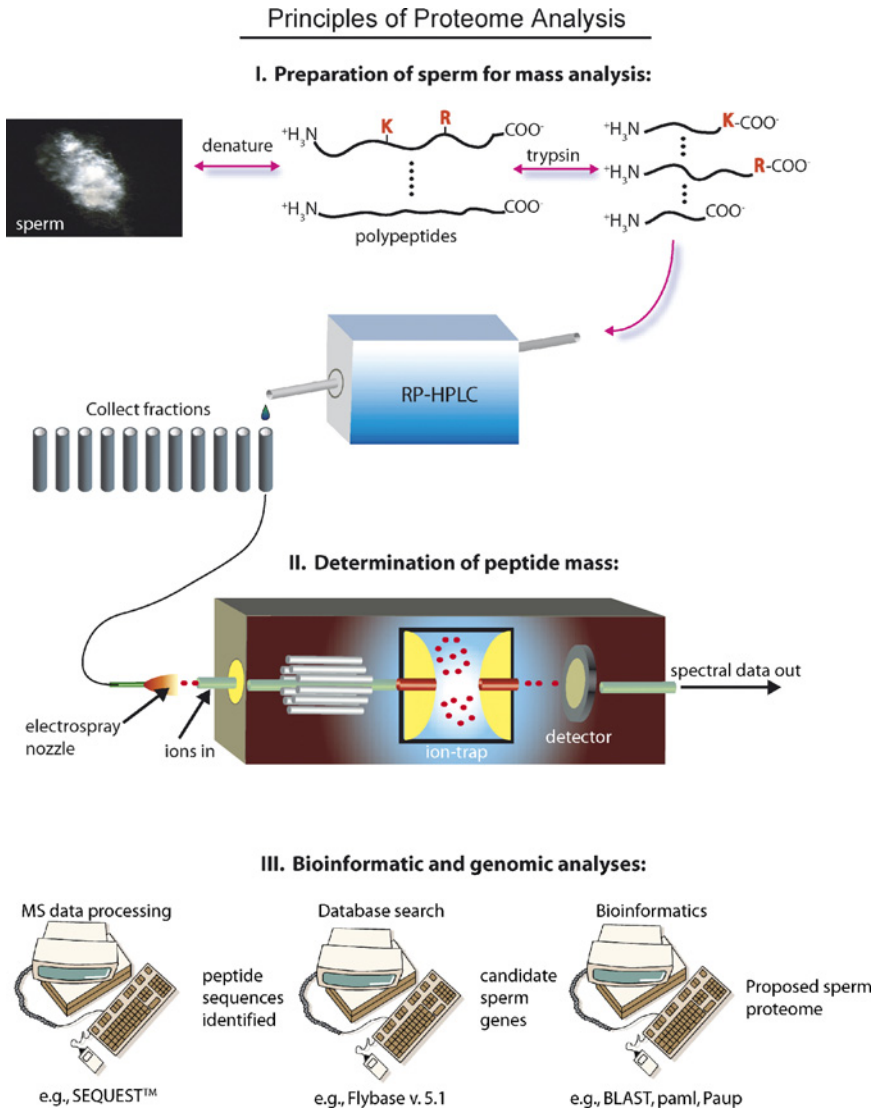 Principles of Proteome Analysis
I. Preparation of sperm for mass analysis:
sperm
denature
⁺H₃N
K
R
COO⁻
⁺H₃N
COO⁻
polypeptides
trypsin
⁺H₃N
K-COO⁻
⁺H₃N
R-COO⁻
⁺H₃N
COO⁻
RP-HPLC
Collect fractions
II. Determination of peptide mass:
electrospray
nozzle
ions in
ion-trap
detector
spectral data out
III. Bioinformatic and genomic analyses:
MS data processing
e.g., SEQUEST™
peptide
sequences
identified
Database search
e.g., Flybase v. 5.1
candidate
sperm
genes
Bioinformatics
e.g., BLAST, paml, Paup
Proposed sperm
proteome